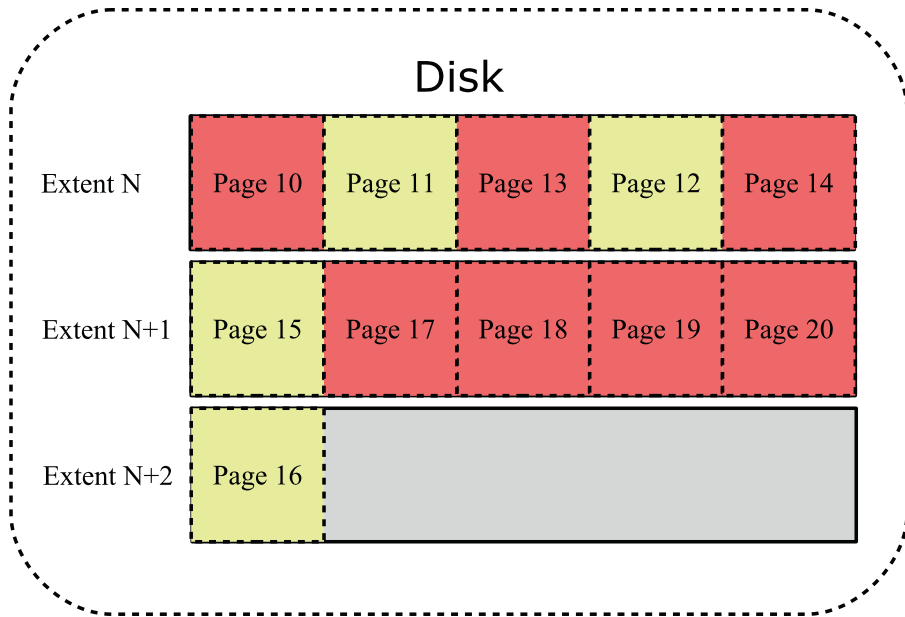 Disk
Extent N Page 10 Page 11 Page 13 Page 12 Page 14
Extent N+1 Page 15 Page 17 Page 18 Page 19 Page 20
Extent N+2 Page 16